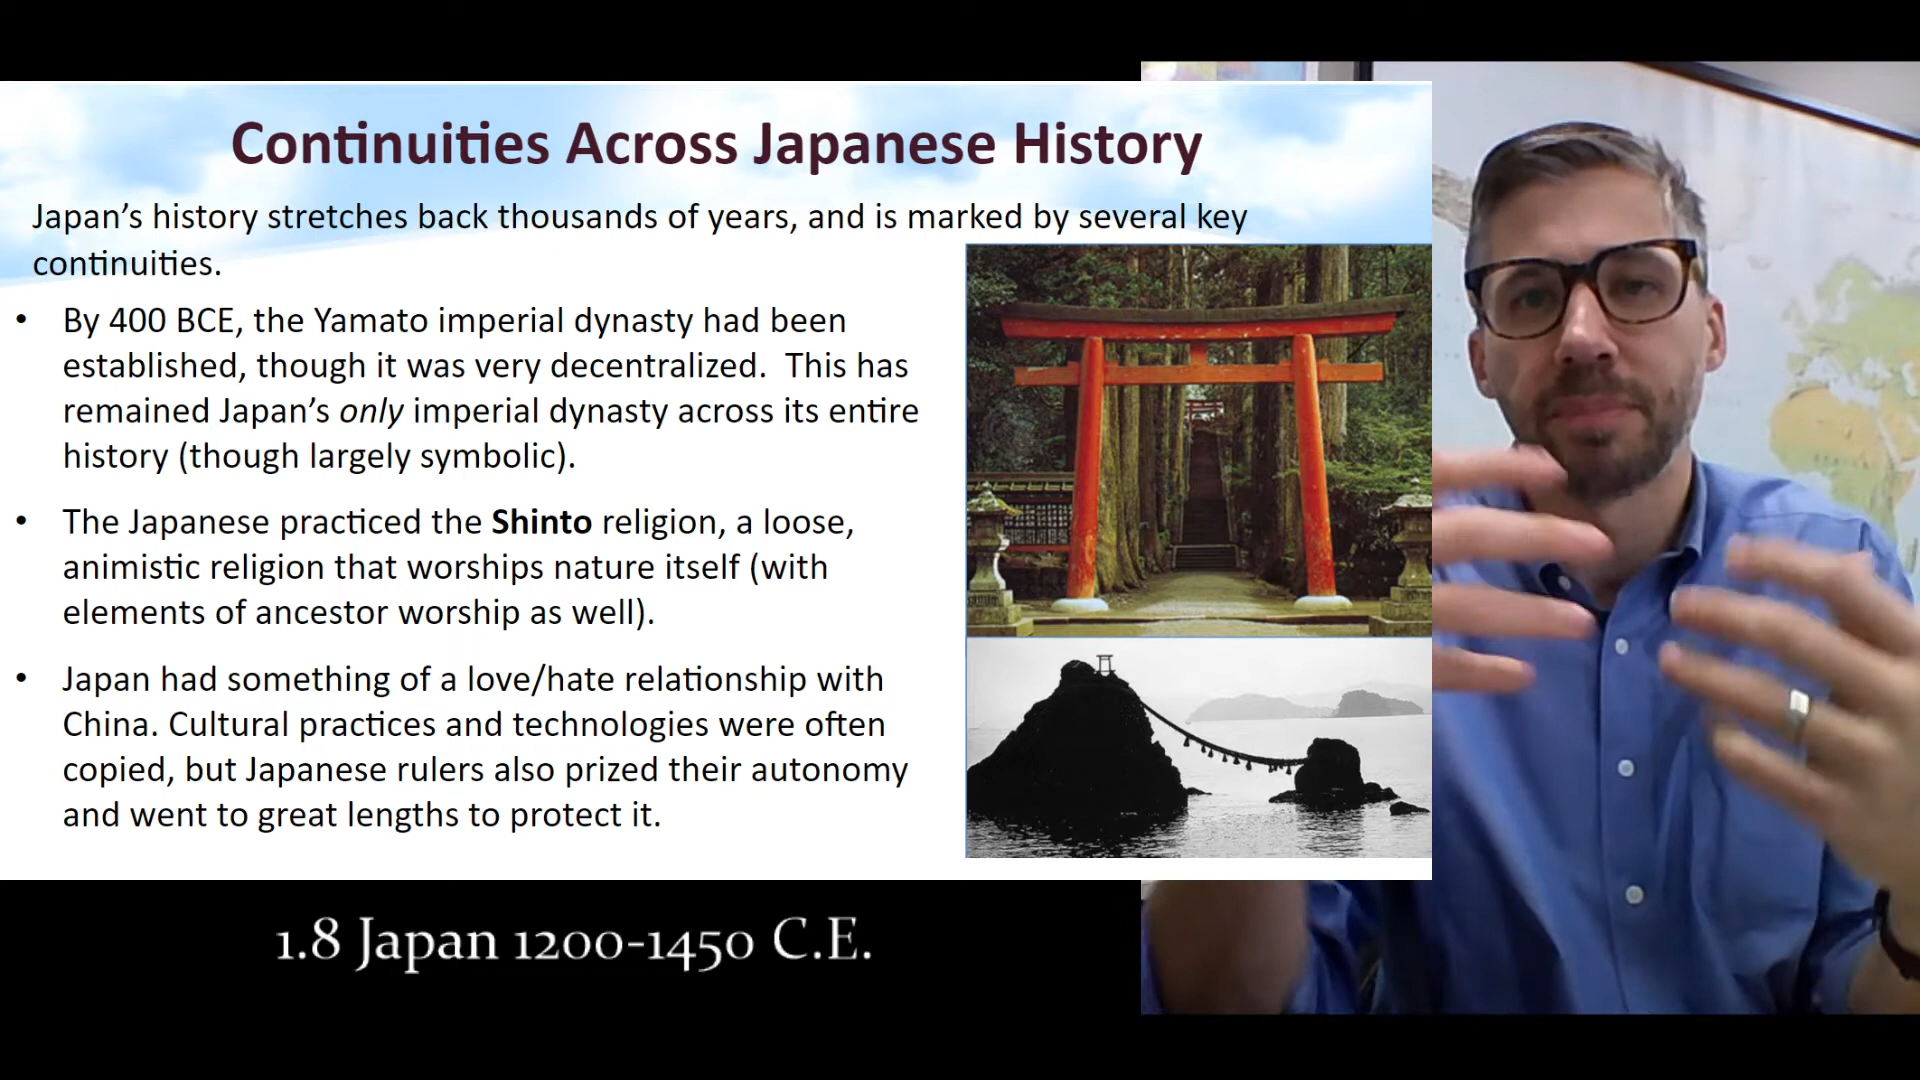 Continuities Across Japanese History
Japan's history stretches back thousands of years, and is marked by several key
continuities.
• By 400 BCE, the Yamato imperial dynasty had been
established, though it was very decentralized.  This has
remained Japan's only imperial dynasty across its entire
history (though largely symbolic).
• The Japanese practiced the Shinto religion, a loose,
animistic religion that worships nature itself (with
elements of ancestor worship as well).
• Japan had something of a love/hate relationship with
China. Cultural practices and technologies were often
copied, but Japanese rulers also prized their autonomy
and went to great lengths to protect it.
1.8 Japan 1200-1450 C.E.